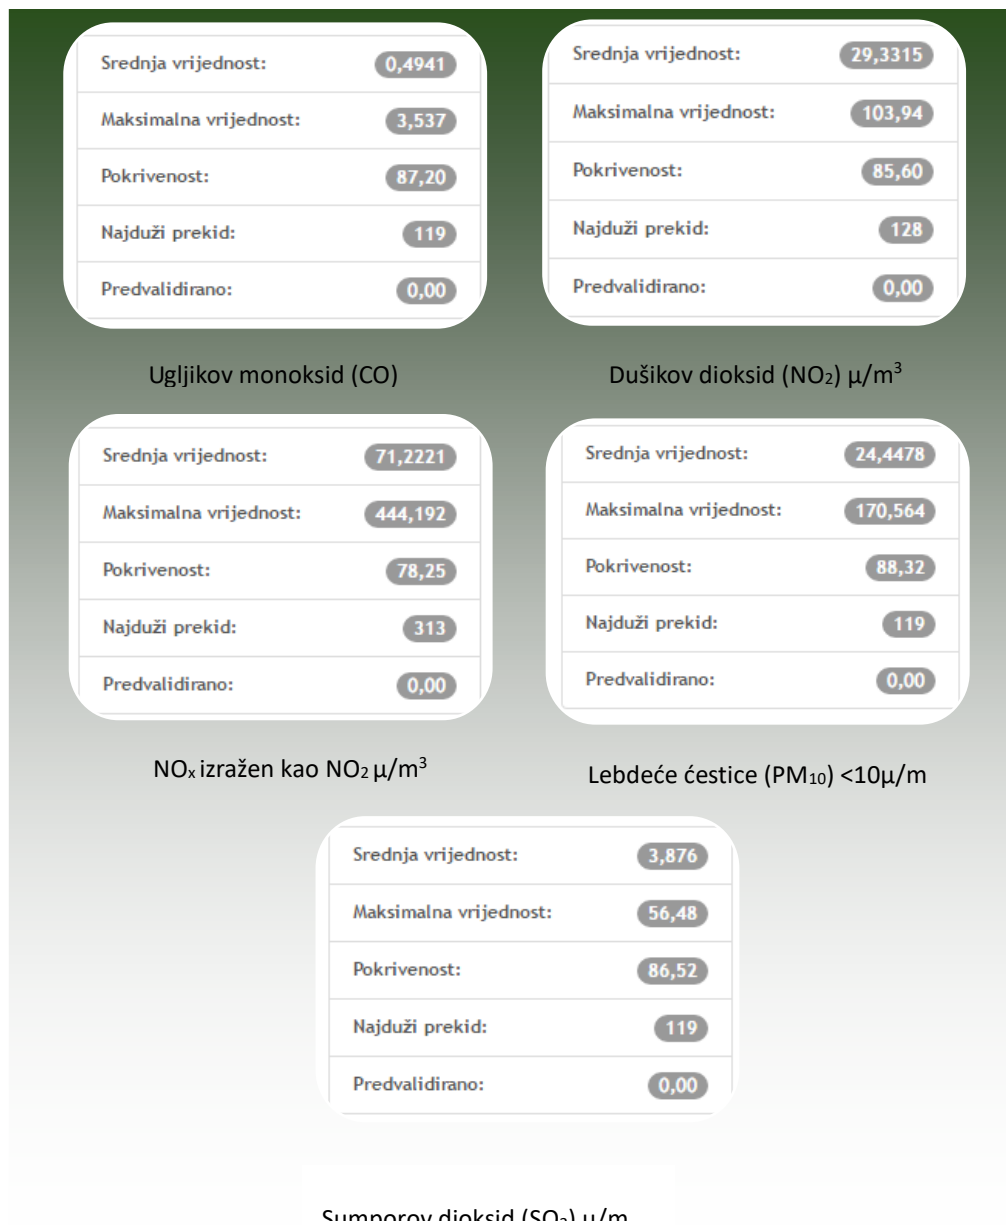 Srednja vrijednost: 0,4941
Maksimalna vrijednost: 3,537
Pokrivenost: 87,20
Najduži prekid: 119
Predvalidirano: 0,00
Ugljikov monoksid (CO)
Srednja vrijednost: 29,3315
Maksimalna vrijednost: 103,94
Pokrivenost: 85,60
Najduži prekid: 128
Predvalidirano: 0,00
Dušikov dioksid (NO₂) µ/m³
Srednja vrijednost: 71,2221
Maksimalna vrijednost: 444,192
Pokrivenost: 78,25
Najduži prekid: 313
Predvalidirano: 0,00
NOₓ izražen kao NO₂ µ/m³
Srednja vrijednost: 24,4478
Maksimalna vrijednost: 170,564
Pokrivenost: 88,32
Najduži prekid: 119
Predvalidirano: 0,00
Lebdeće ćestice (PM₁₀) <10µ/m
Srednja vrijednost: 3,876
Maksimalna vrijednost: 56,48
Pokrivenost: 86,52
Najduži prekid: 119
Predvalidirano: 0,00
Sumporov dioksid (SO₂) µ/m